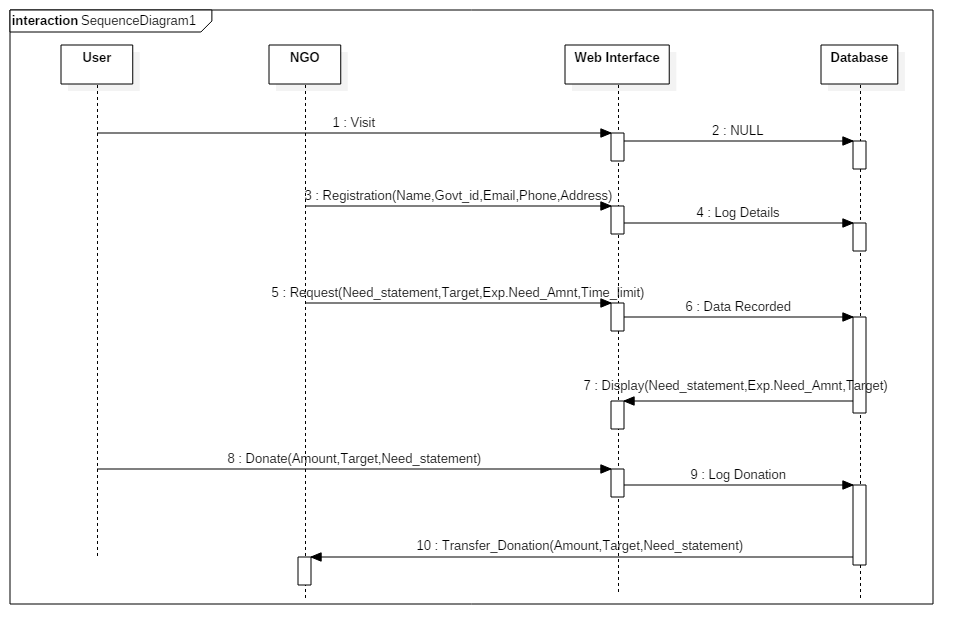 interaction SequenceDiagram1
User
NGO
Web Interface
Database
1 : Visit
2 : NULL
3 : Registration(Name,Govt_id,Email,Phone,Address)
4 : Log Details
5 : Request(Need_statement,Target,Exp.Need_Amnt,Time_limit)
6 : Data Recorded
7 : Display(Need_statement,Exp.Need_Amnt,Target)
8 : Donate(Amount,Target,Need_statement)
9 : Log Donation
10 : Transfer_Donation(Amount,Target,Need_statement)